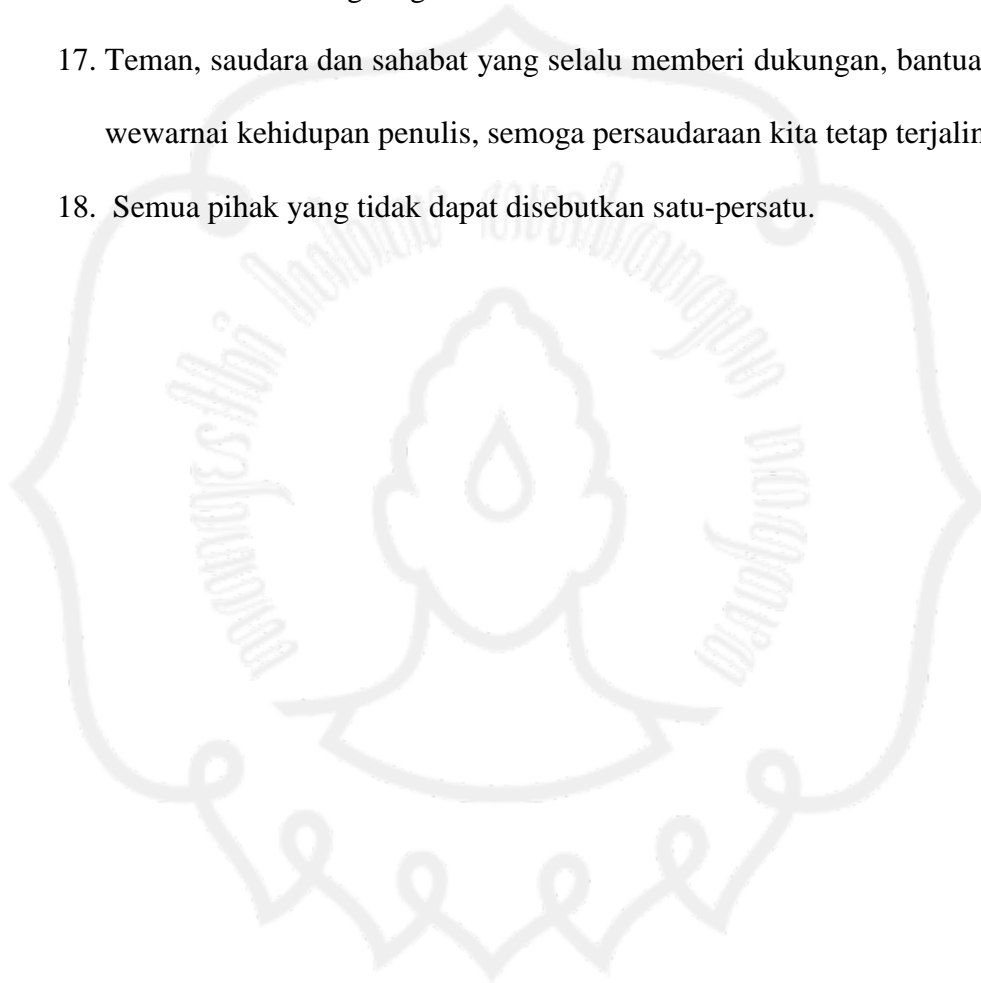 17. Teman, saudara dan sahabat yang selalu memberi dukungan, bantua
wewarnai kehidupan penulis, semoga persaudaraan kita tetap terjalin
18. Semua pihak yang tidak dapat disebutkan satu-persatu.